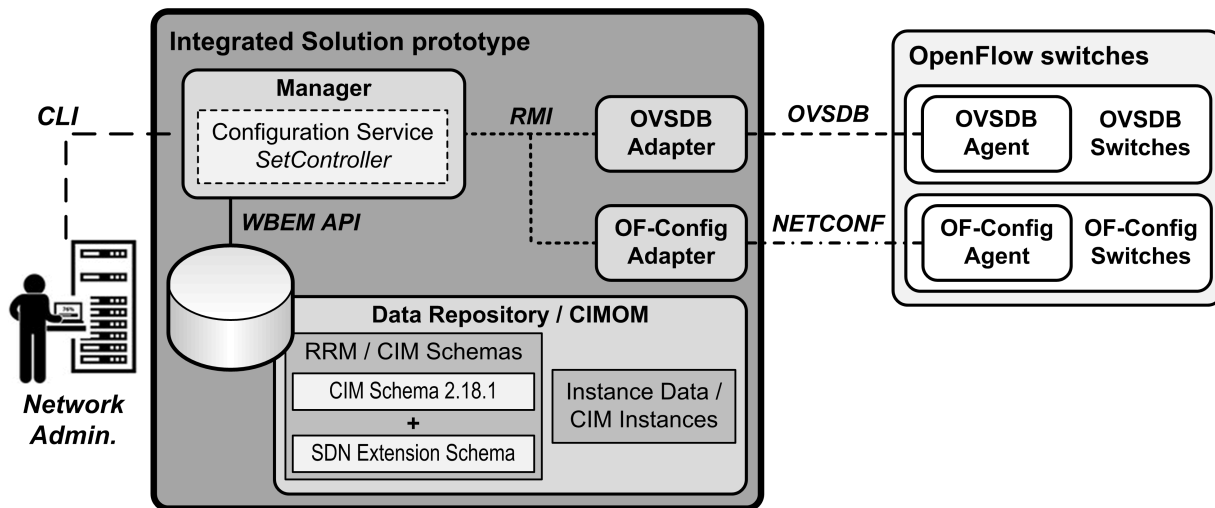 Integrated Solution prototype
OpenFlow switches
Manager
CLI
Configuration Service
SetController
RMI
OVSDB
Adapter
OVSDB
OVSDB
Agent
OVSDB
Switches
WBEM API
OF-Config
Adapter
NETCONF
OF-Config
Agent
OF-Config
Switches
Data Repository / CIMOM
RRM / CIM Schemas
CIM Schema 2.18.1
+
SDN Extension Schema
Instance Data /
CIM Instances
Network
Admin.